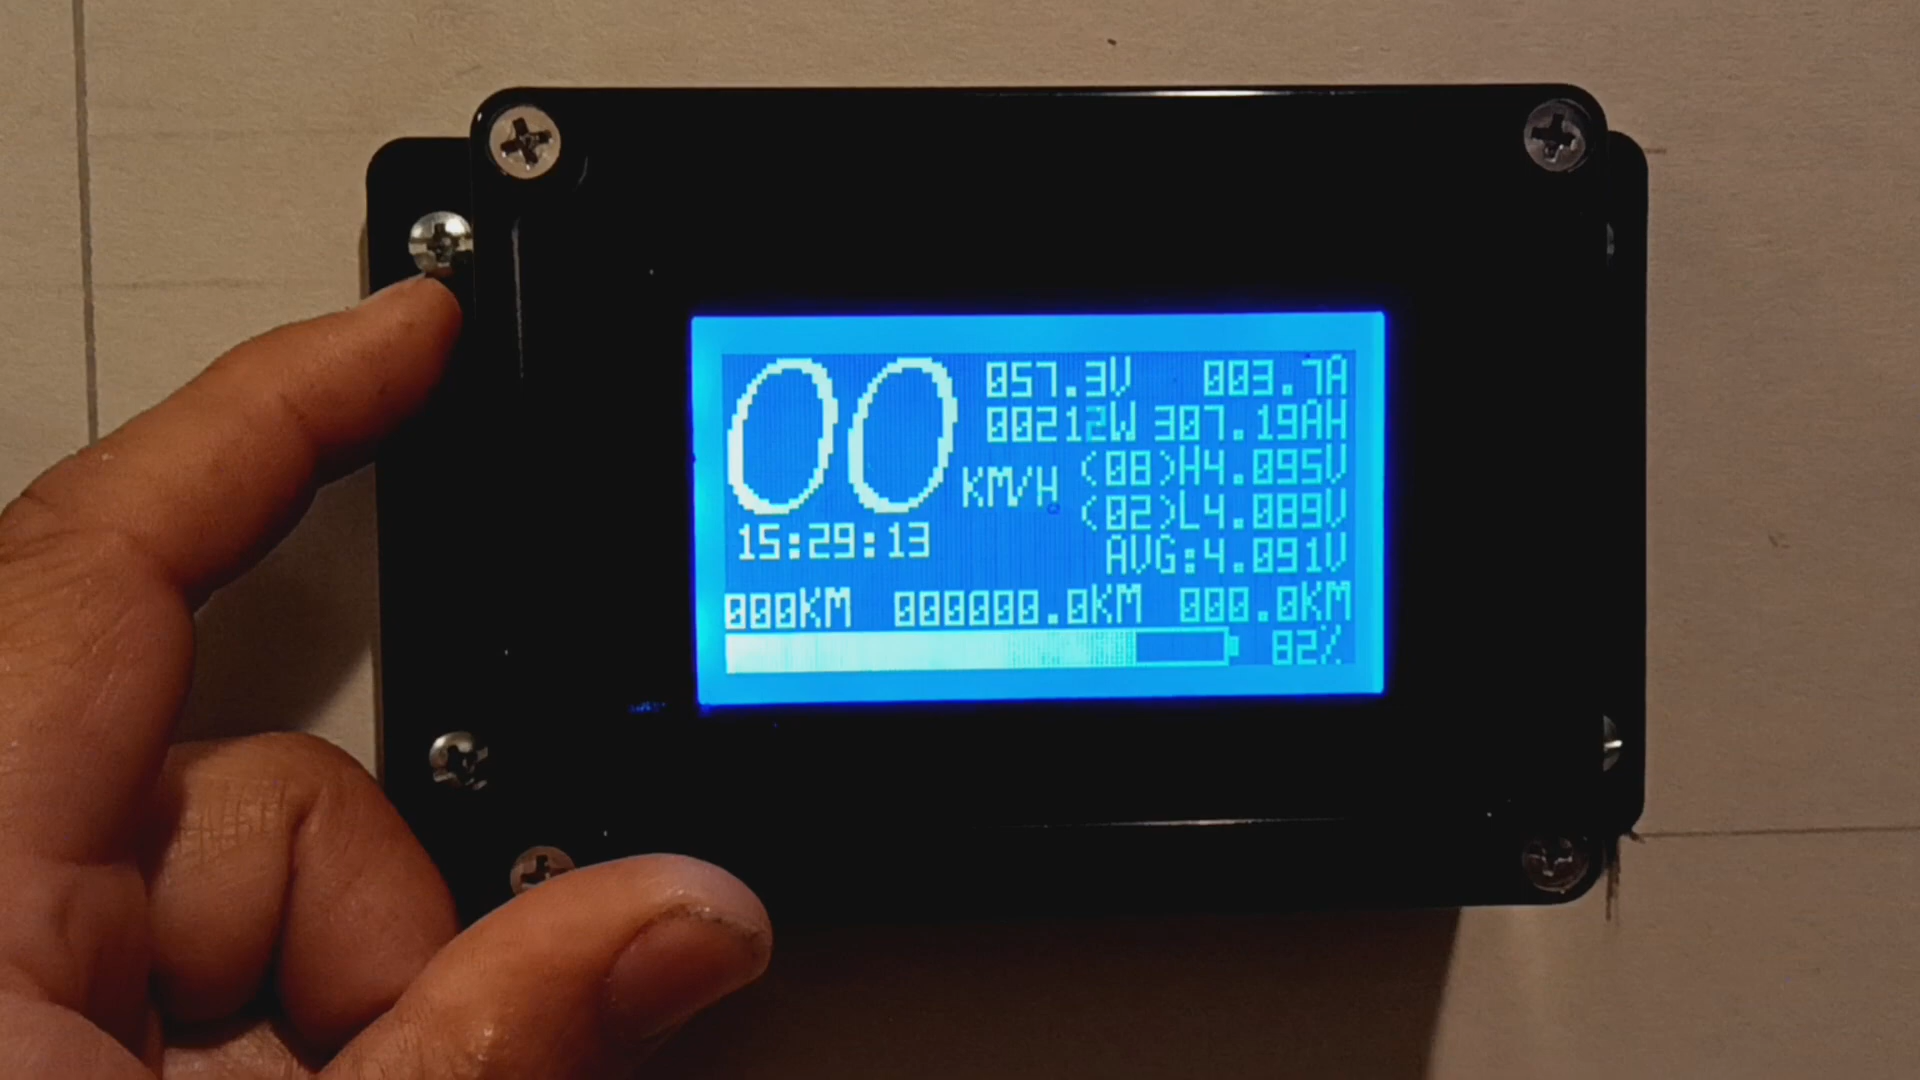 00 KM/H 057.3V 003.7A
00212W 307.19AH
(08)H4.095V
(02)L4.089V
15:29:13 AVG:4.091V
000KM 000000.0KM 000.0KM
82%